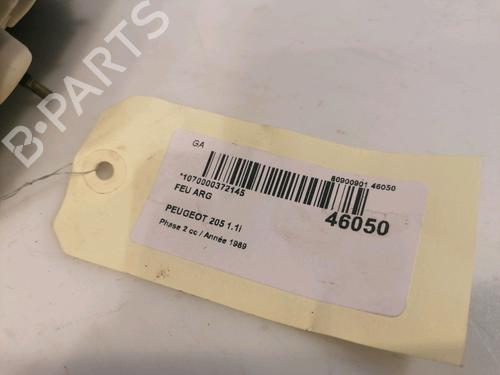 B-PARTS
GA
80900901 46050
*1070000372145
FEU ARG
46050
PEUGEOT 205 1.1i
Phase 2 cc / Année 1989